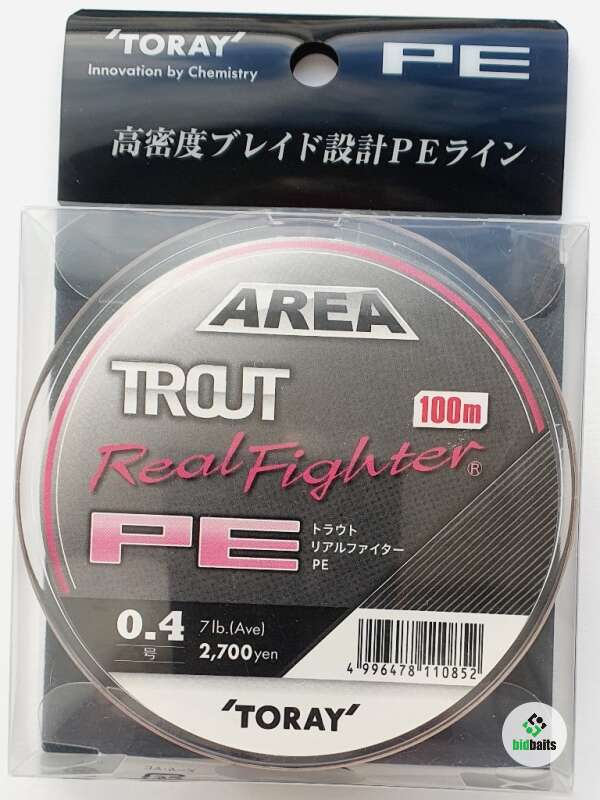 'TORAY'
Innovation by Chemistry
PE
高密度ブレイド設計PEライン
AREA
TROUT
100m
Real Fighter®
PE
トラウト
リアルファイター
PE
0.4
号
7lb.(Ave)
2,700yen
4 996478 110852
'TORAY'
bidbaits